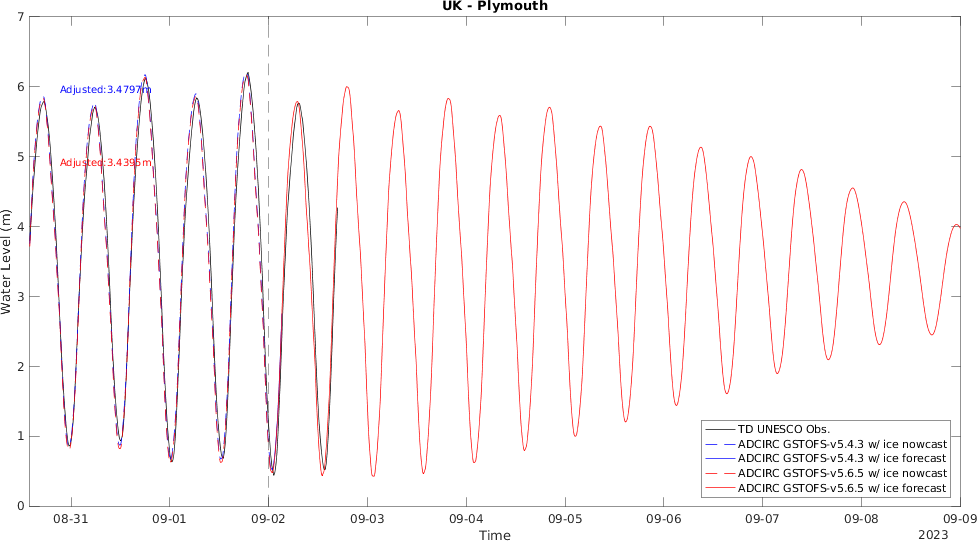 UK - Plymouth
7
6
5
4
3
2
1
0
Water Level (m)
Adjusted:3.4797m
Adjusted:3.4395m
TD UNESCO Obs.
ADCIRC GSTOFS-v5.4.3 w/ ice nowcast
ADCIRC GSTOFS-v5.4.3 w/ ice forecast
ADCIRC GSTOFS-v5.6.5 w/ ice nowcast
ADCIRC GSTOFS-v5.6.5 w/ ice forecast
08-31 09-01 09-02 09-03 09-04 09-05 09-06 09-07 09-08 09-09
Time
2023